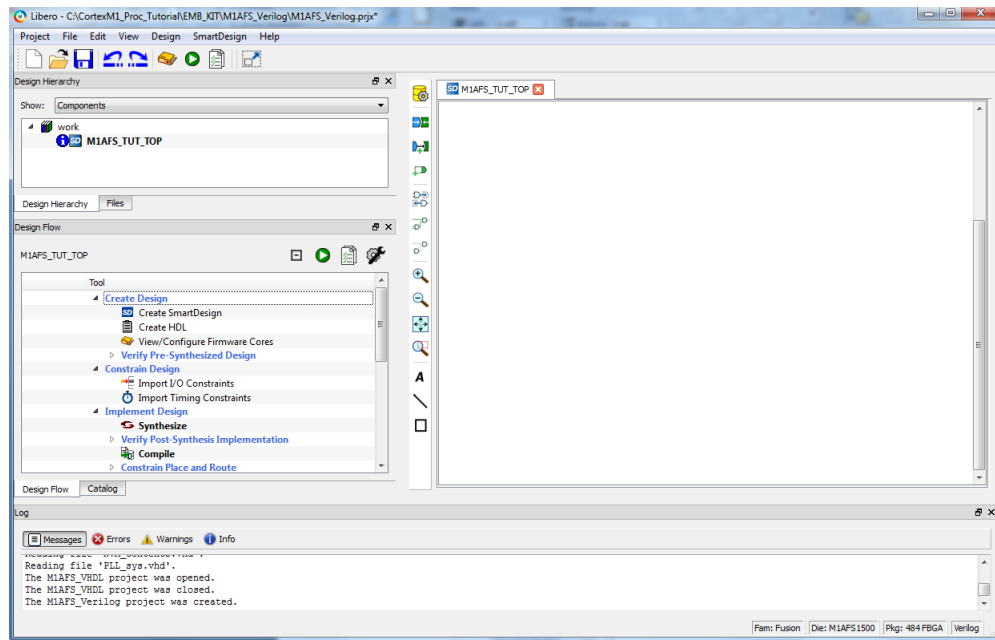 Libero - C:\CortexM1_Proc_Tutorial\EMB_KIT\M1AFS_Verilog\M1AFS_Verilog.prjx*
Project File Edit View Design SmartDesign Help
Design Hierarchy
Show: Components
work
SD M1AFS_TUT_TOP
Design Hierarchy Files
Design Flow
M1AFS_TUT_TOP
Tool
Create Design
SD Create SmartDesign
Create HDL
View/Configure Firmware Cores
Verify Pre-Synthesized Design
Constrain Design
Import I/O Constraints
Import Timing Constraints
Implement Design
Synthesize
Verify Post-Synthesis Implementation
Compile
Constrain Place and Route
Design Flow Catalog
SD M1AFS_TUT_TOP
A
Log
Messages Errors Warnings Info
Reading file 'PLL_sys.vhd'.
The M1AFS_VHDL project was opened.
The M1AFS_VHDL project was closed.
The M1AFS_Verilog project was created.
Fam: Fusion Die: M1AFS1500 Pkg: 484 FBGA Verilog